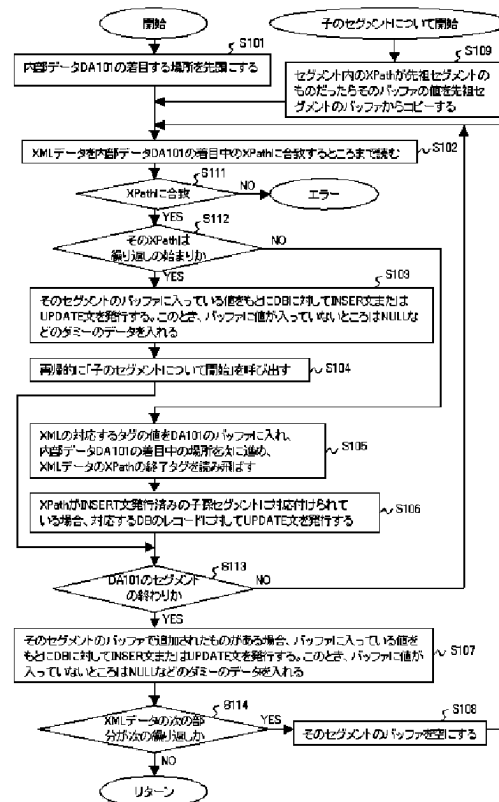 開始
子のセグメントについて開始
S101
内部データDA101の着目する場所を先頭にする
S109
セグメント内のXPathが先祖セグメントの
ものだったらそのバッファの値を先祖セ
グメントのバッファからコピーする
XMLデータを内部データDA101の着目中のXPathに合致するところまで読む
S102
S111
XPathに合致
NO
エラー
YES
S112
そのXPathは
繰り返しの始まりか
NO
YES
S103
そのセグメントのバッファに入っている値をもとにDBに対してINSER文または
UPDATE文を発行する。このとき、バッファに値が入っていないところはNULLな
どのダミーのデータを入れる
再帰的に「子のセグメントについて開始」を呼び出す
S104
XMLの対応するタグの値をDA101のバッファに入れ、
内部データDA101の着目中の場所を次に進め、
XMLデータのXPathの終了タグを読み飛ばす
S105
XPathがINSERT文発行済みの子孫セグメントに対応付けられて
いる場合、対応するDBのレコードに対してUPDATE文を発行する
S106
S113
DA101のセグメント
の終わりか
NO
YES
そのセグメントのバッファで追加されたものがある場合、バッファに入っている値を
もとにDBに対してINSER文またはUPDATE文を発行する。このとき、バッファに値が
入っていないところはNULLなどのダミーのデータを入れる
S107
S114
XMLデータの次の部
分が次の繰り返しか
YES
S108
そのセグメントのバッファを空にする
NO
リターン